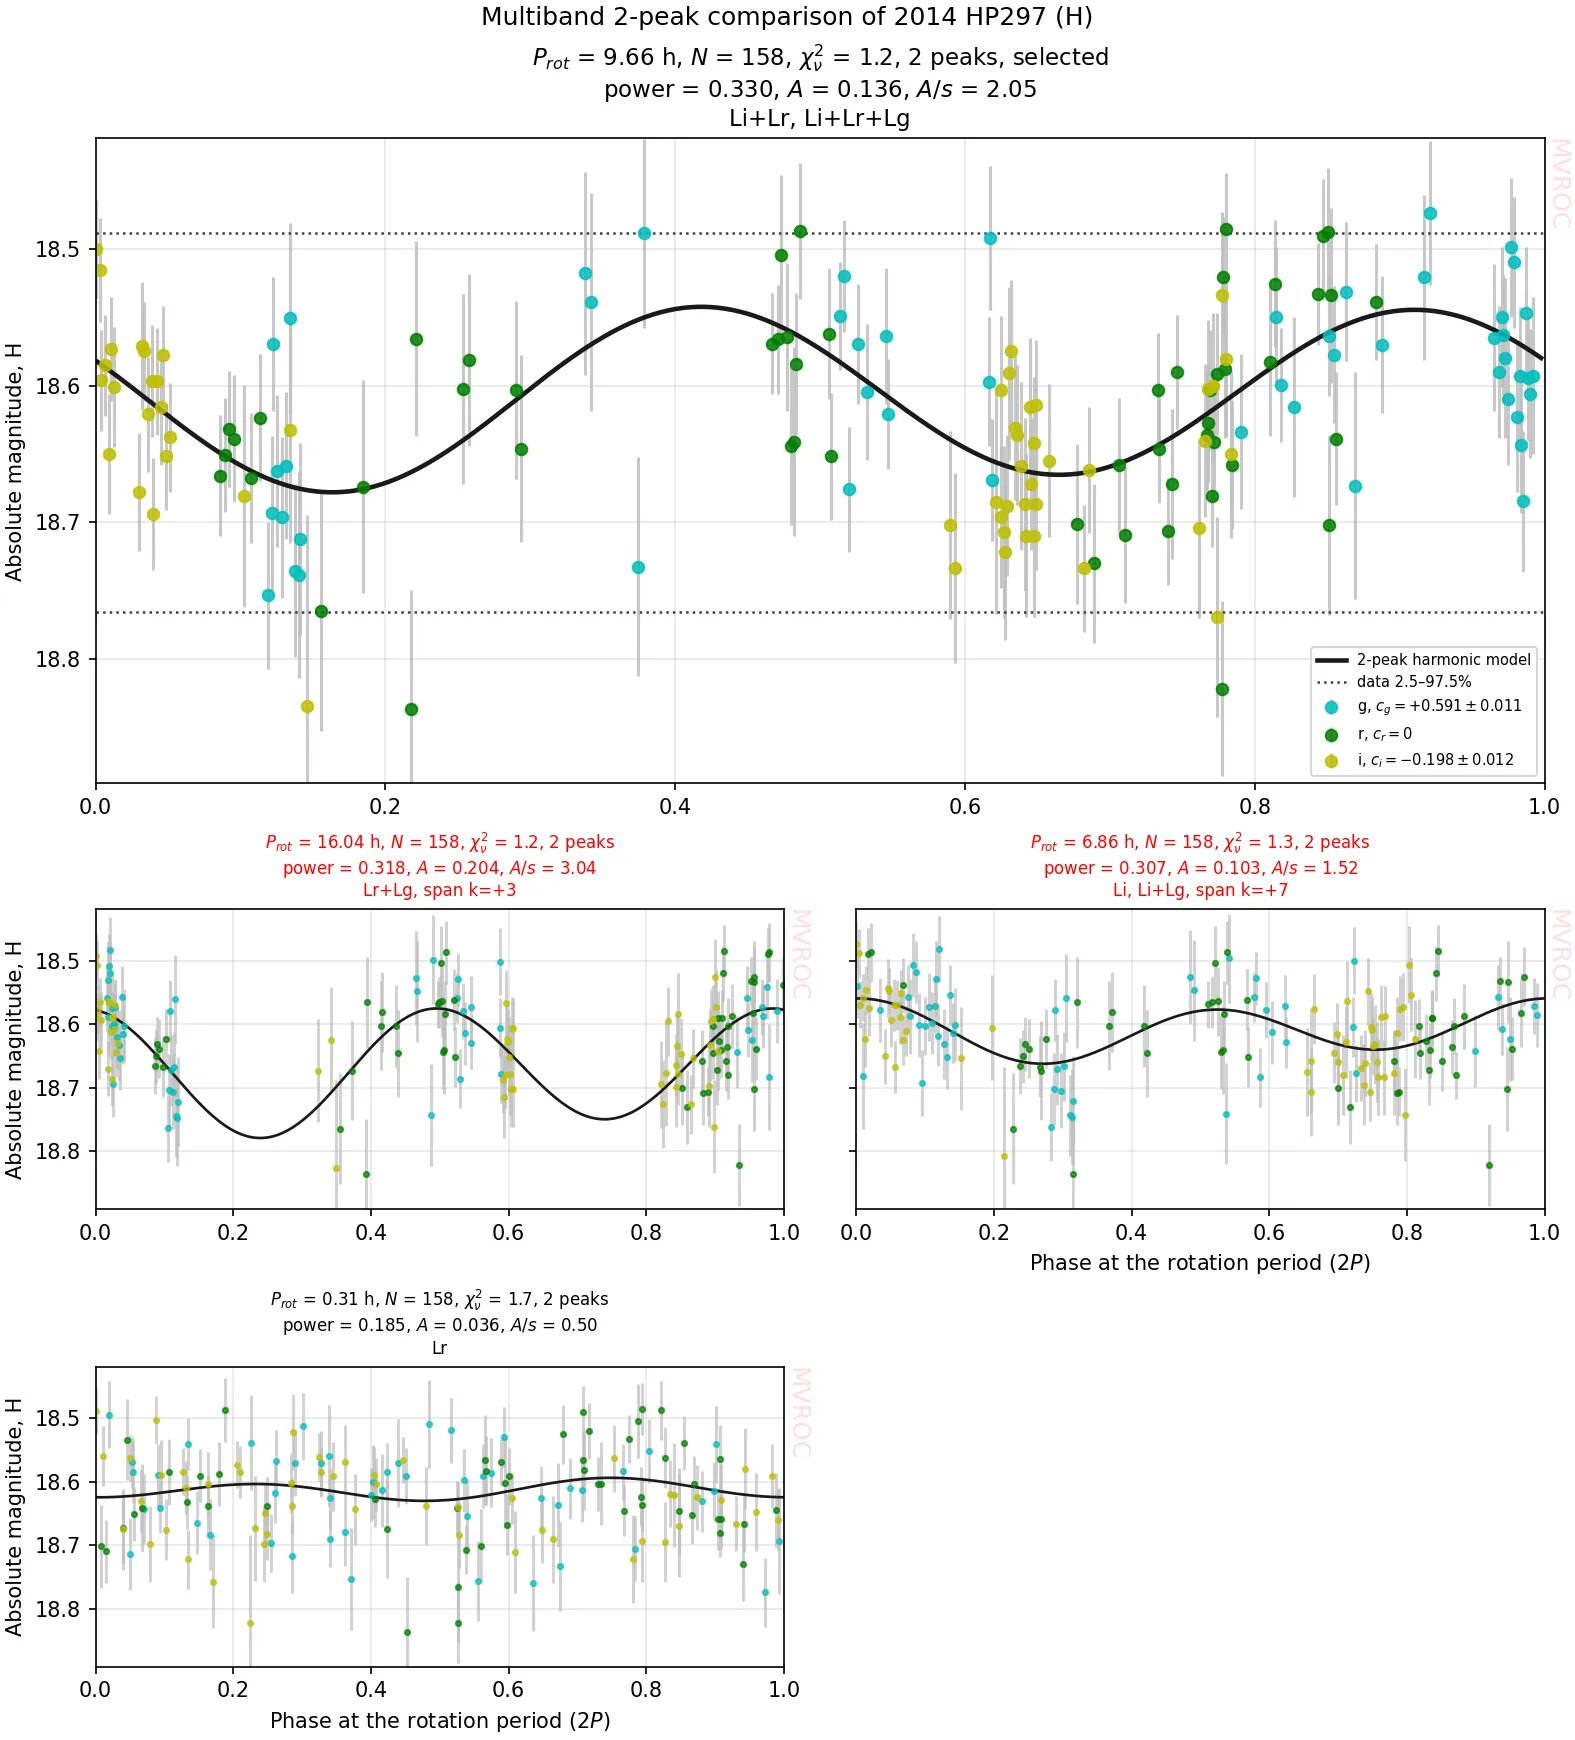 Multiband 2-peak comparison of 2014 HP297 (H)
P_rot = 9.66 h, N = 158, χ²_ν = 1.2, 2 peaks, selected
power = 0.330, A = 0.136, A/s = 2.05
Li+Lr, Li+Lr+Lg
MVROC
Absolute magnitude, H
18.5
18.6
18.7
18.8
2-peak harmonic model
data 2.5–97.5%
g, c_g = +0.591 ± 0.011
r, c_r = 0
i, c_i = −0.198 ± 0.012
0.0 0.2 0.4 0.6 0.8 1.0
P_rot = 16.04 h, N = 158, χ²_ν = 1.2, 2 peaks
power = 0.318, A = 0.204, A/s = 3.04
Lr+Lg, span k=+3
MVROC
Absolute magnitude, H
18.5
18.6
18.7
18.8
0.0 0.2 0.4 0.6 0.8 1.0
P_rot = 6.86 h, N = 158, χ²_ν = 1.3, 2 peaks
power = 0.307, A = 0.103, A/s = 1.52
Li, Li+Lg, span k=+7
MVROC
0.0 0.2 0.4 0.6 0.8 1.0
Phase at the rotation period (2P)
P_rot = 0.31 h, N = 158, χ²_ν = 1.7, 2 peaks
power = 0.185, A = 0.036, A/s = 0.50
Lr
MVROC
Absolute magnitude, H
18.5
18.6
18.7
18.8
0.0 0.2 0.4 0.6 0.8 1.0
Phase at the rotation period (2P)